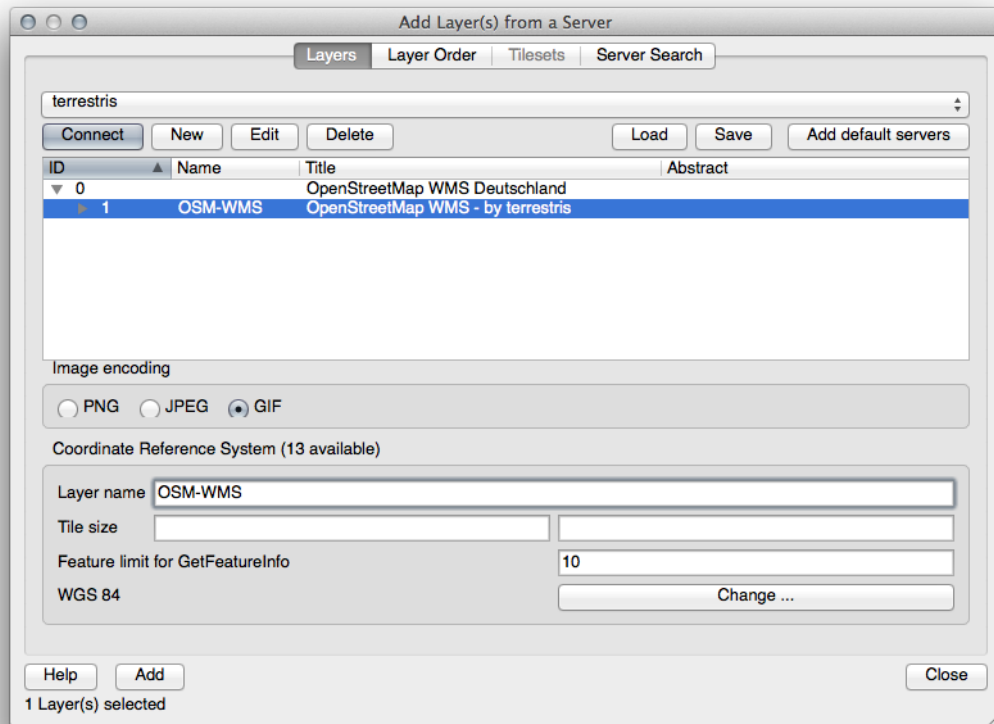 Add Layer(s) from a Server
Layers Layer Order Tilesets Server Search
terrestris
Connect New Edit Delete Load Save Add default servers
ID Name Title Abstract
0 OpenStreetMap WMS Deutschland
1 OSM-WMS OpenStreetMap WMS - by terrestris
Image encoding
PNG JPEG GIF
Coordinate Reference System (13 available)
Layer name OSM-WMS
Tile size
Feature limit for GetFeatureInfo 10
WGS 84 Change ...
Help Add Close
1 Layer(s) selected